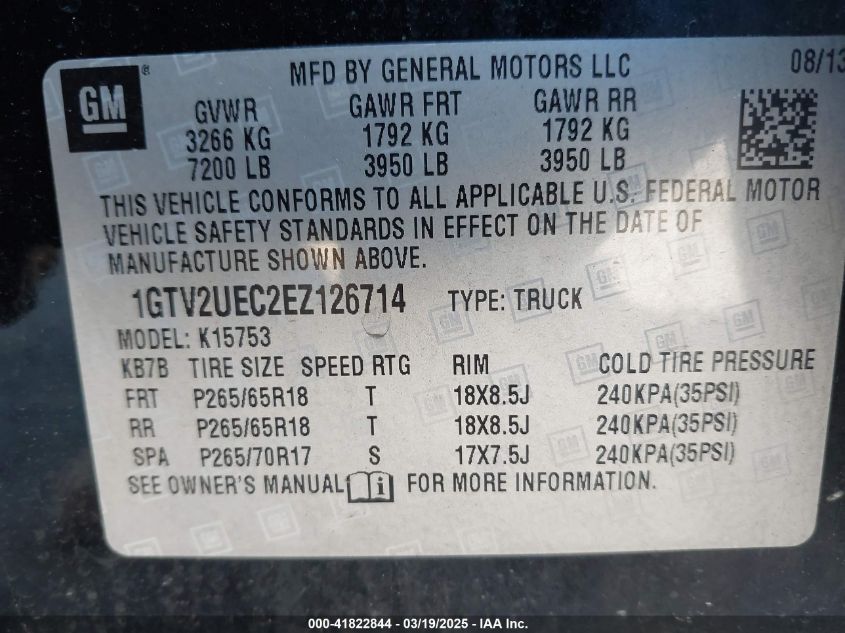 GM ® MFD BY GENERAL MOTORS LLC 08/13
GVWR GAWR FRT GAWR RR
3266 KG 1792 KG 1792 KG
7200 LB 3950 LB 3950 LB
THIS VEHICLE CONFORMS TO ALL APPLICABLE U.S. FEDERAL MOTOR
VEHICLE SAFETY STANDARDS IN EFFECT ON THE DATE OF
MANUFACTURE SHOWN ABOVE.
1GTV2UEC2EZ126714 TYPE: TRUCK
MODEL: K15753
KB7B TIRE SIZE SPEED RTG RIM COLD TIRE PRESSURE
FRT P265/65R18 T 18X8.5J 240KPA(35PSI)
RR P265/65R18 T 18X8.5J 240KPA(35PSI)
SPA P265/70R17 S 17X7.5J 240KPA(35PSI)
SEE OWNER'S MANUAL i FOR MORE INFORMATION.
000-41822844 / 03/19/2025 - IAA Inc.